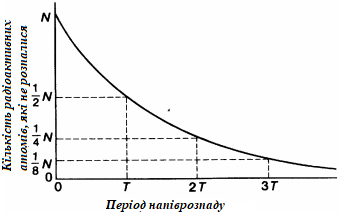 Кількість радіоактивних
атомів, які не розпалися
N
1/2 N
1/4 N
1/8 N
0
0 T 2T 3T
Період напіврозпаду